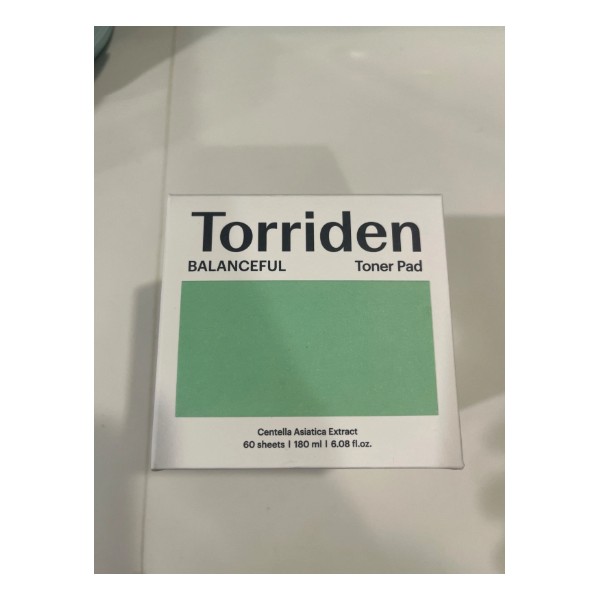 Torriden
BALANCEFUL Toner Pad
Centella Asiatica Extract
60 sheets | 180 ml | 6.08 fl.oz.